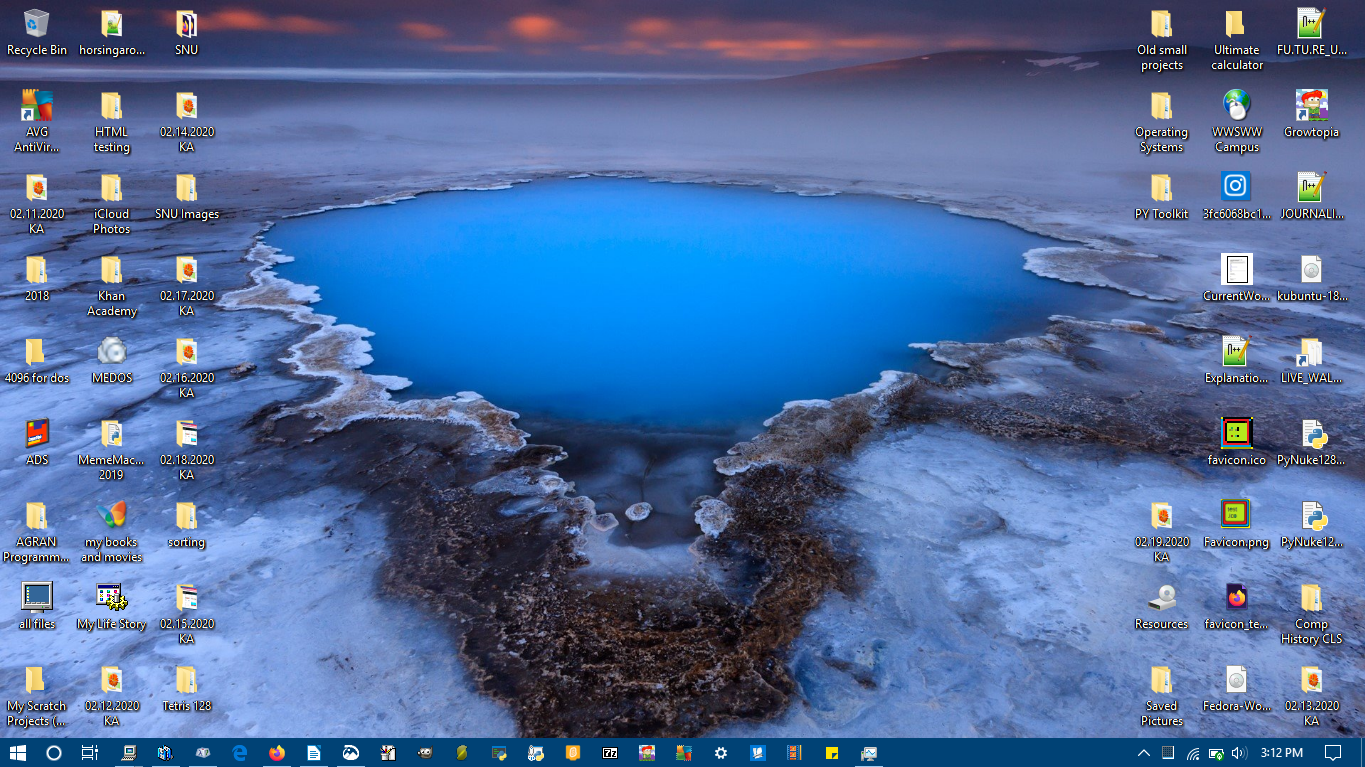 Recycle Bin
horsingaro...
SNU
AVG
AntiVir...
HTML
testing
02.14.2020
KA
02.11.2020
KA
iCloud
Photos
SNU Images
2018
Khan
Academy
02.17.2020
KA
4096 for dos
MEDOS
02.16.2020
KA
ADS
MemeMac...
2019
02.18.2020
KA
AGRAN
Programm...
my books
and movies
sorting
all files
My Life Story
02.15.2020
KA
My Scratch
Projects (...
02.12.2020
KA
Tetris 128
Old small
projects
Ultimate
calculator
FU.TU.RE_U...
Operating
Systems
WWSWW
Campus
Growtopia
PY Toolkit
3fc6068bc1...
JOURNALI...
CurrentWo...
kubuntu-18...
Explanatio...
LIVE_WAL...
favicon.ico
PyNuke128...
02.19.2020
KA
Favicon.png
PyNuke12...
Resources
favicon_te...
Comp
History CLS
Saved
Pictures
Fedora-Wo...
02.13.2020
KA
3:12 PM